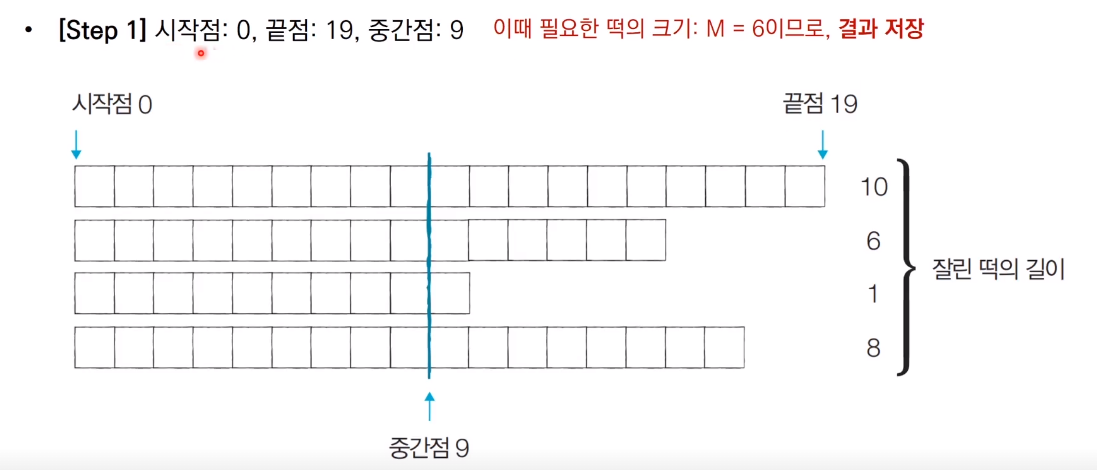 • [Step 1] 시작점: 0, 끝점: 19, 중간점: 9 이때 필요한 떡의 크기: M = 6이므로, 결과 저장
시작점 0 끝점 19
10
6
잘린 떡의 길이
1
8
중간점 9